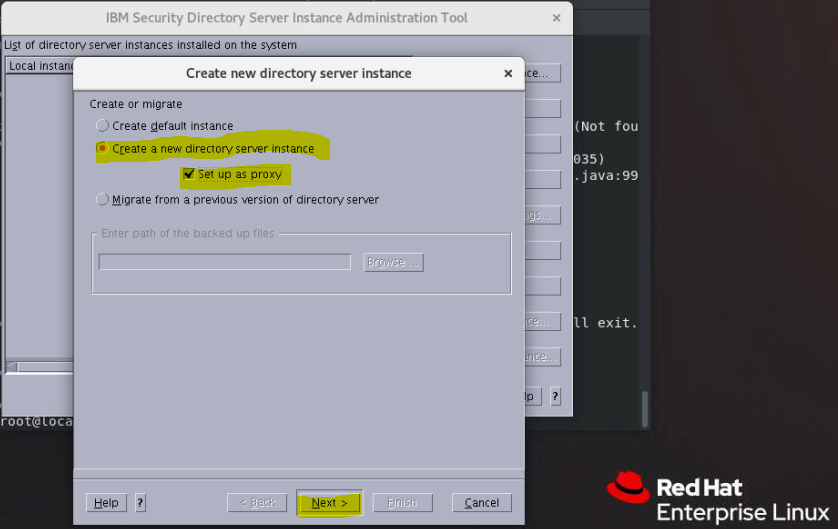 IBM Security Directory Server Instance Administration Tool
List of directory server instances installed on the system
Local instanc
ce...
Create new directory server instance
Create or migrate
Create default instance
(Not fou
Create a new directory server instance
035)
Set up as proxy
.java:99
Migrate from a previous version of directory server
ngs...
Enter path of the backed up files
Browse ...
ce...
ll exit.
ance...
lp
?
root@loca
Help
?
< Back
Next >
Finish
Cancel
Red Hat
Enterprise Linux